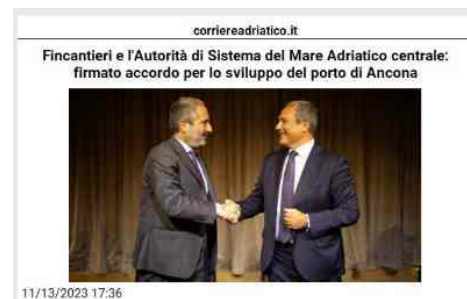 corriereadriatico.it
Fincantieri e l'Autorità di Sistema del Mare Adriatico centrale:
firmato accordo per lo sviluppo del porto di Ancona
11/13/2023 17:36